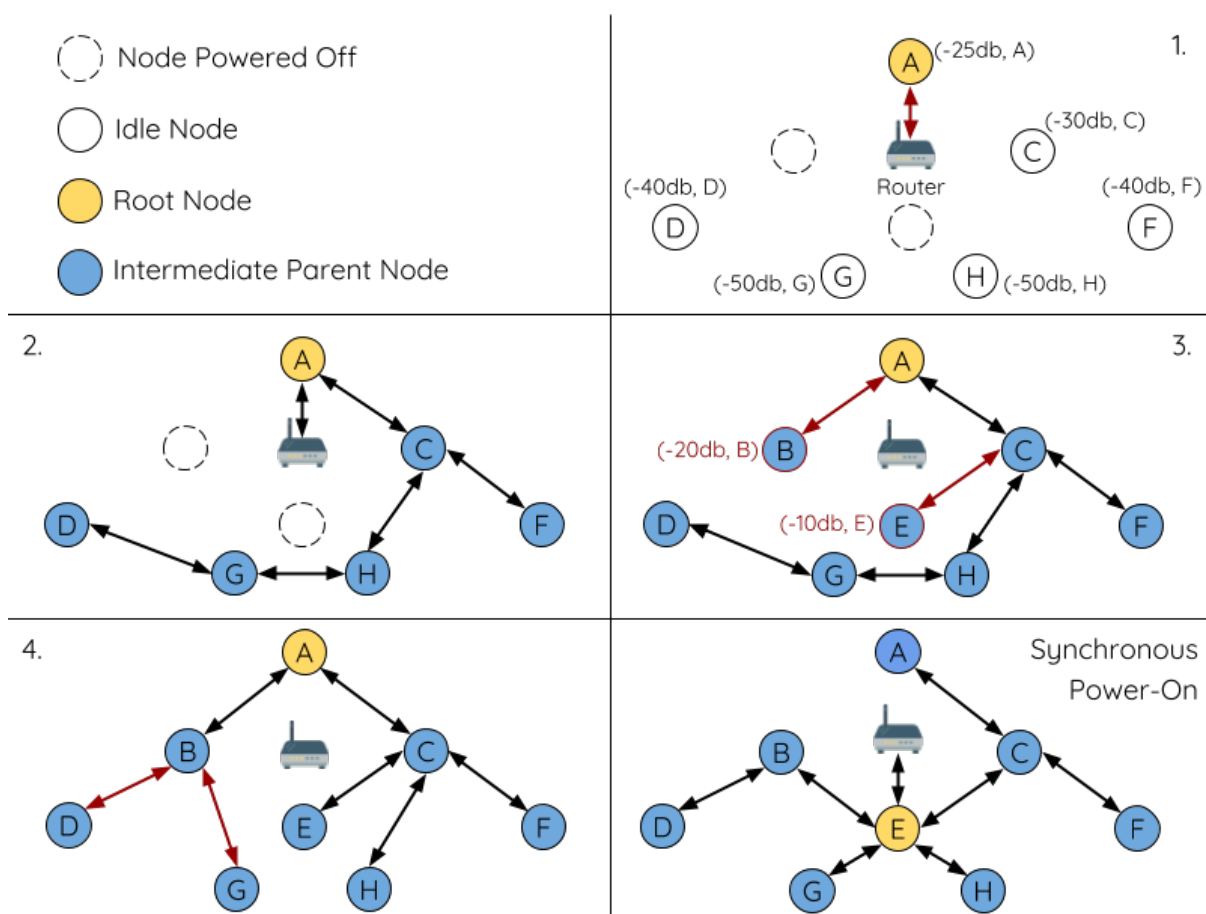 Node Powered Off
Idle Node
Root Node
Intermediate Parent Node
1.
A
(-25db, A)
(-30db, C)
C
Router
(-40db, D)
(-40db, F)
D
F
(-50db, G)
G
H
(-50db, H)
2.
A
C
D
F
G
H
3.
A
(-20db, B)
B
C
D
(-10db, E)
E
F
G
H
4.
A
B
C
D
E
F
G
H
Synchronous
Power-On
A
B
C
D
E
F
G
H